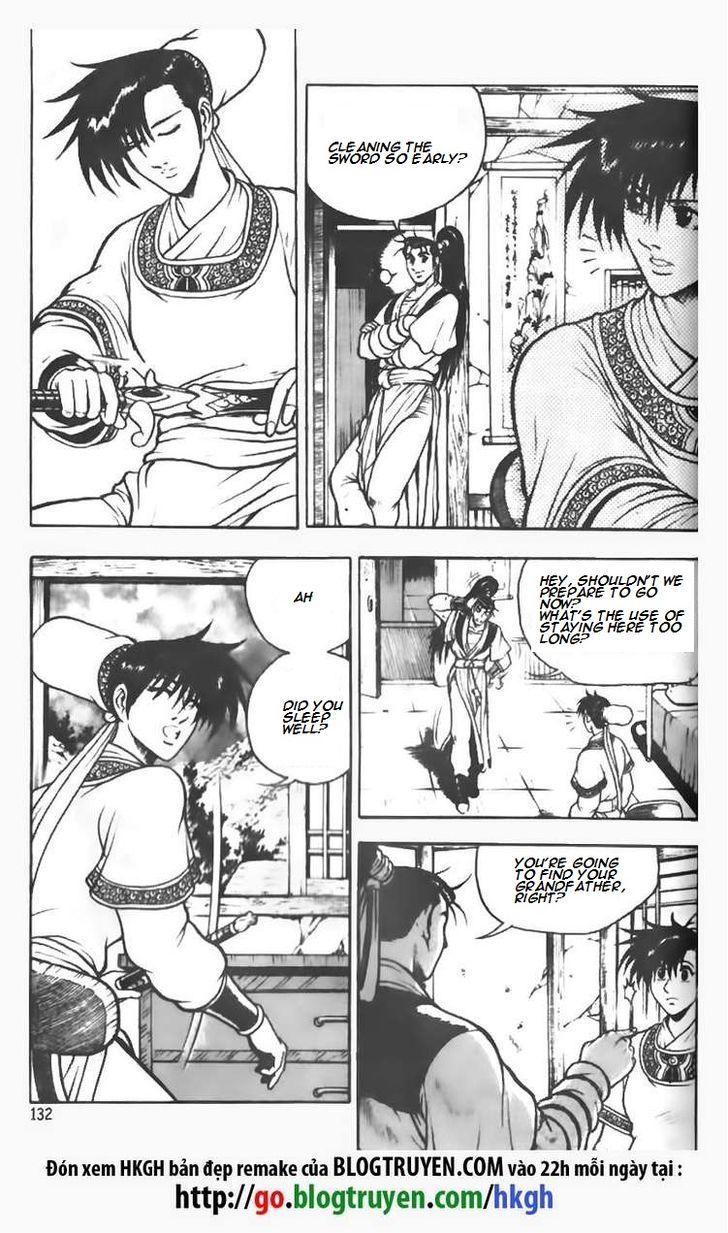 CLEANING THE
SWORD SO EARLY?
AH
DID YOU
SLEEP
WELL?
HEY, SHOULDN'T WE
PREPARE TO GO
NOW?
WHAT'S THE USE OF
STAYING HERE TOO
LONG?
YOU'RE GOING
TO FIND YOUR
GRANDFATHER,
RIGHT?
132
Đón xem HKGH bản đẹp remake của BLOGTRUYEN.COM vào 22h mỗi ngày tại :
http://go.blogtruyen.com/hkgh